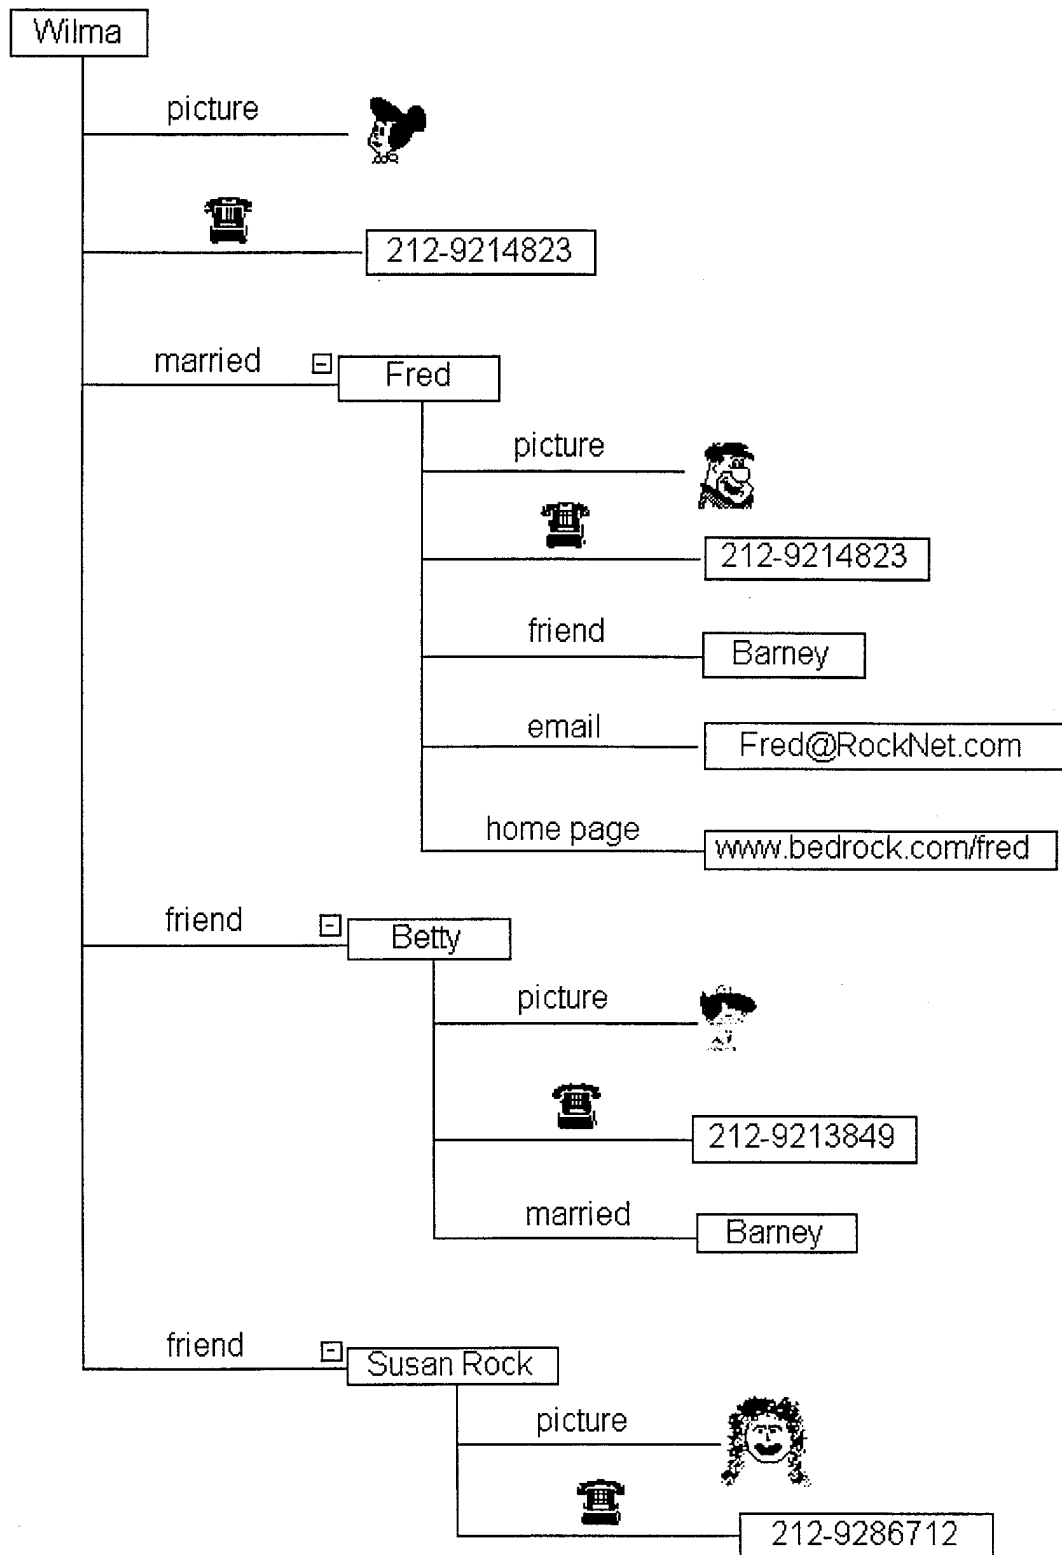 Wilma
picture
212-9214823
married
Fred
picture
212-9214823
friend
Barney
email
Fred@RockNet.com
home page
www.bedrock.com/fred
friend
Betty
picture
212-9213849
married
Barney
friend
Susan Rock
picture
212-9286712